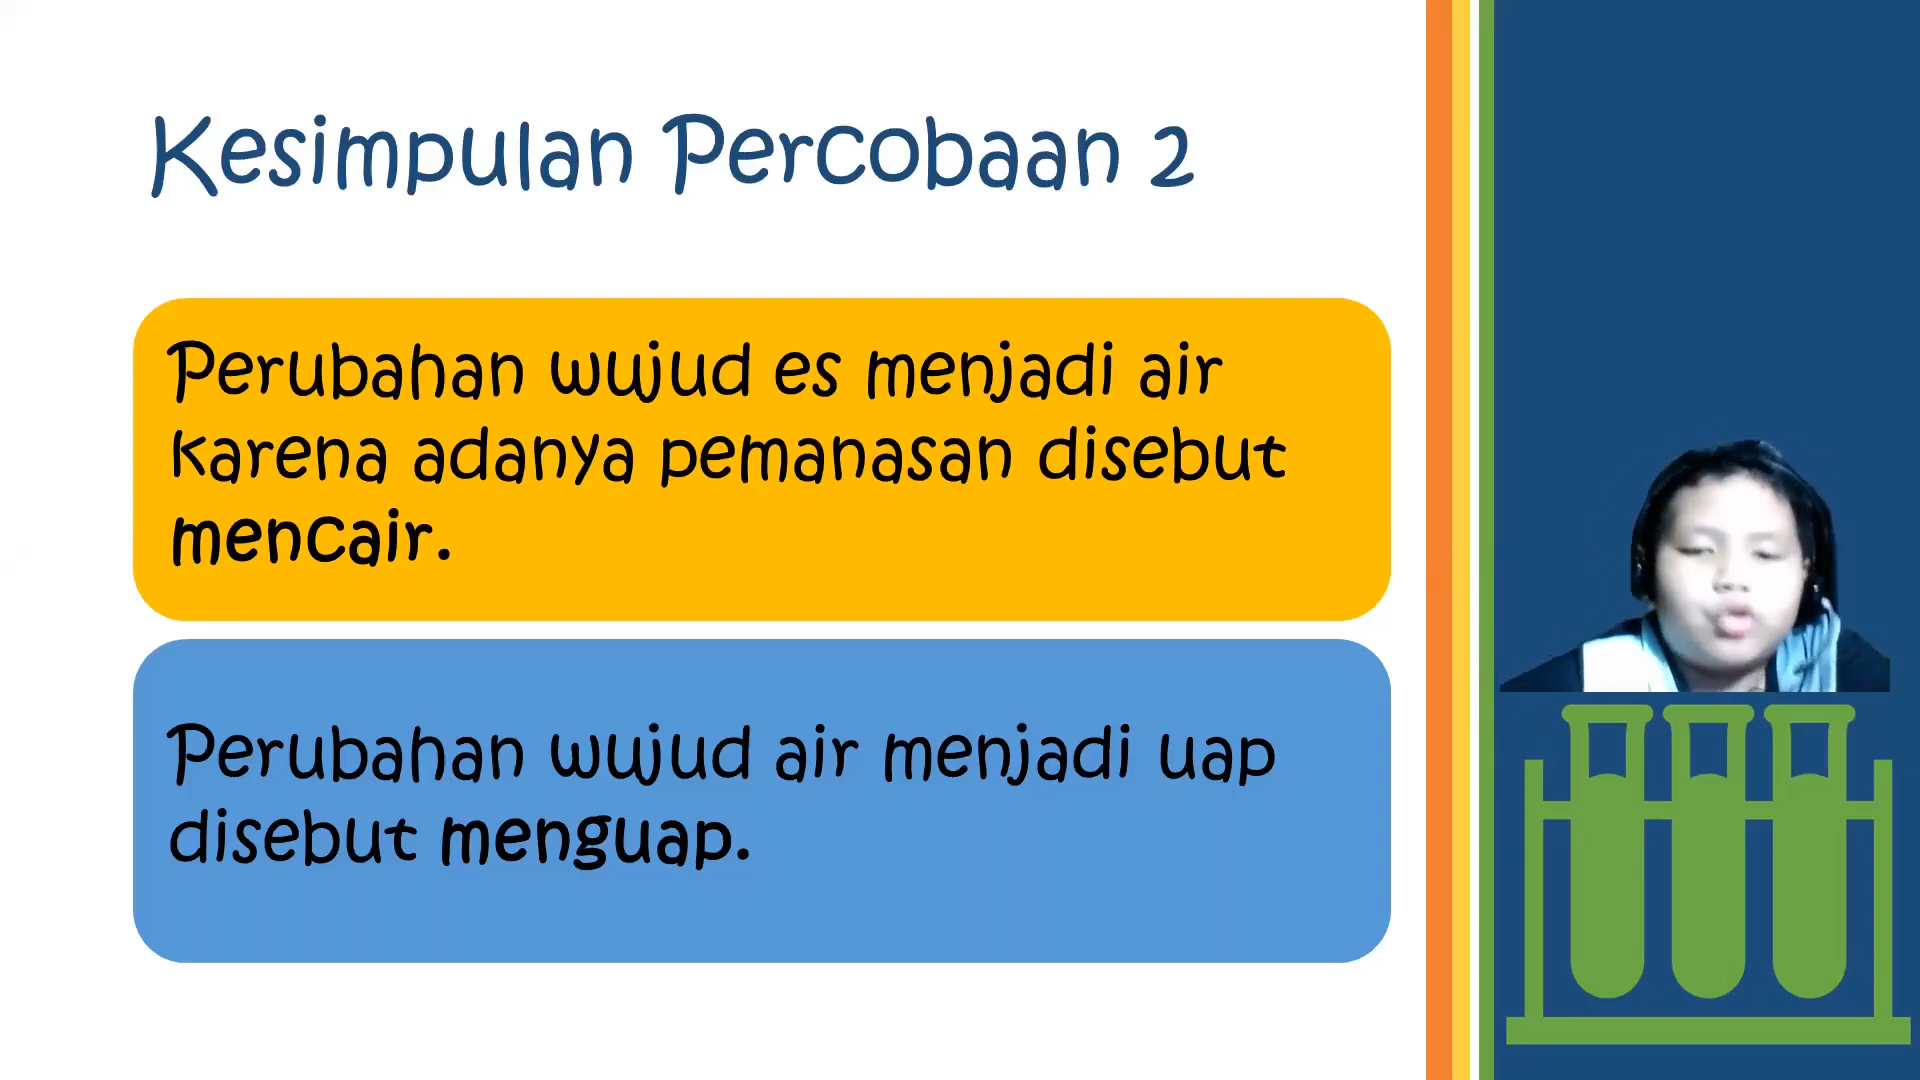 Kesimpulan Percobaan 2
Perubahan wujud es menjadi air
karena adanya pemanasan disebut
mencair.
Perubahan wujud air menjadi uap
disebut menguap.